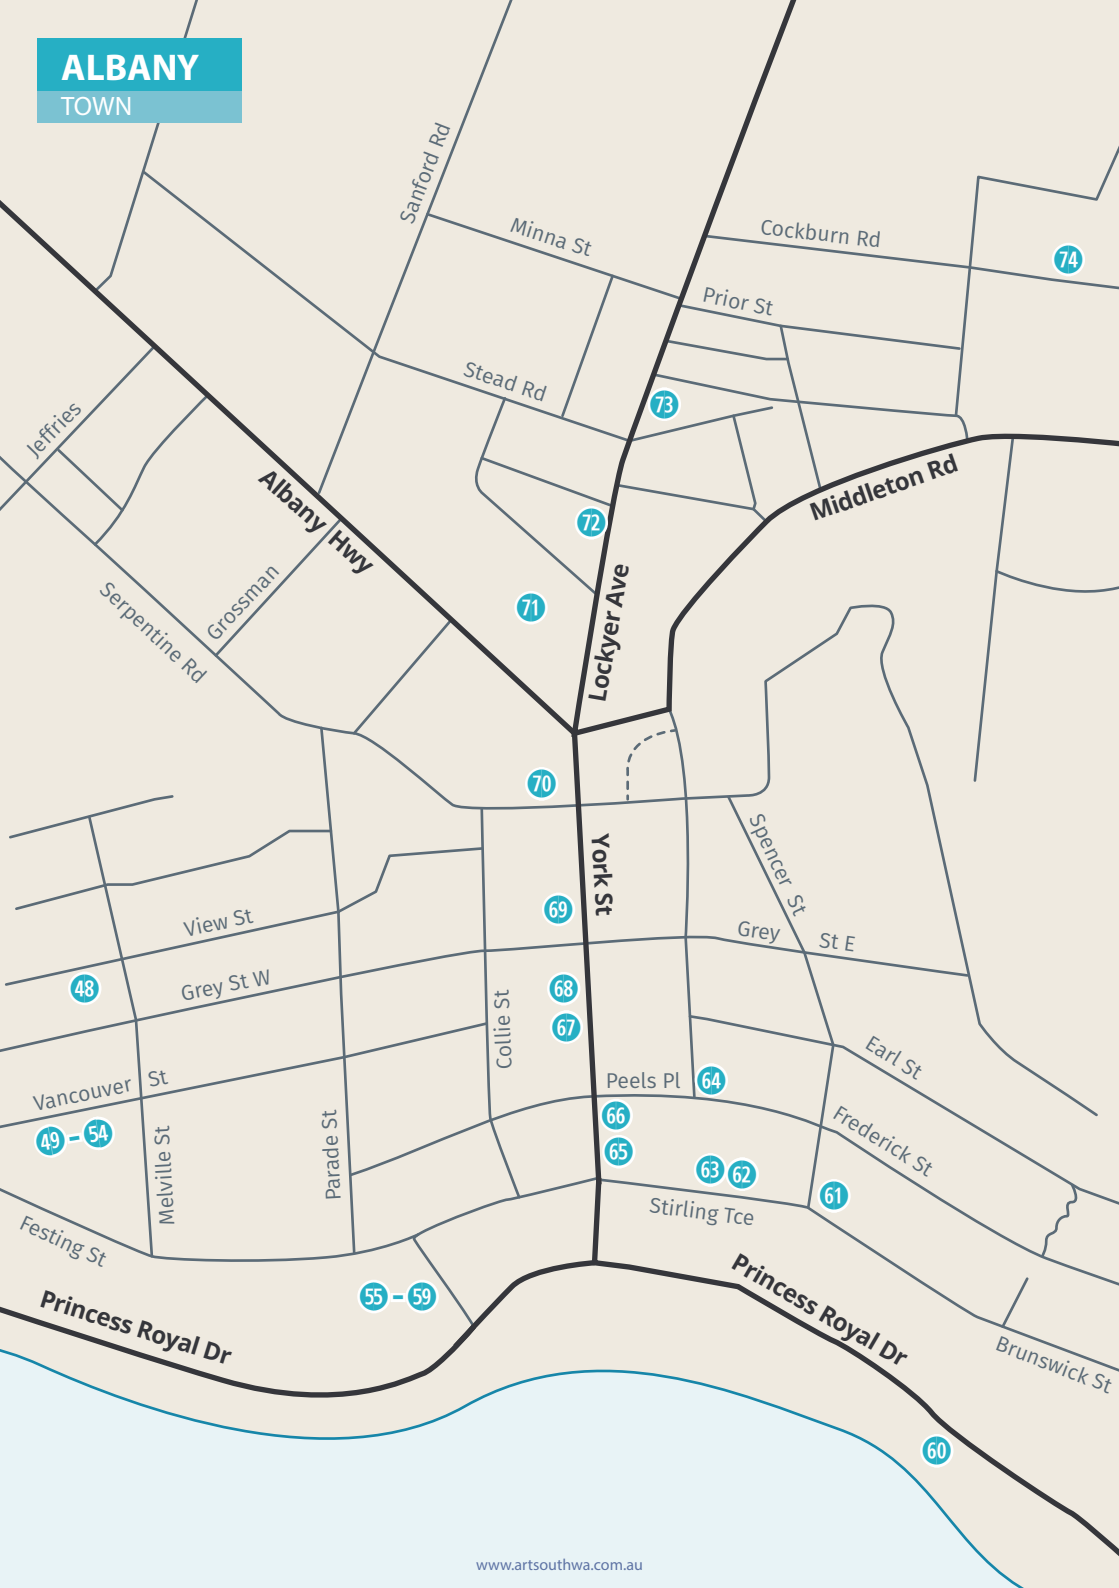 ALBANY
TOWN
Sanford Rd
Minna St
Cockburn Rd
74
Prior St
Stead Rd
73
Jeffries
Albany Hwy
Middleton Rd
72
Grossman
71
Lockyer Ave
Serpentine Rd
70
York St
Spencer St
69
View St
Grey St E
Grey St W
48
68
67
Collie St
Earl St
Vancouver St
Peels Pl
64
49 - 54
66
65
Frederick St
Melville St
Parade St
63
62
61
Festing St
Stirling Tce
55 - 59
Princess Royal Dr
Princess Royal Dr
Brunswick St
60
www.artsouthwa.com.au